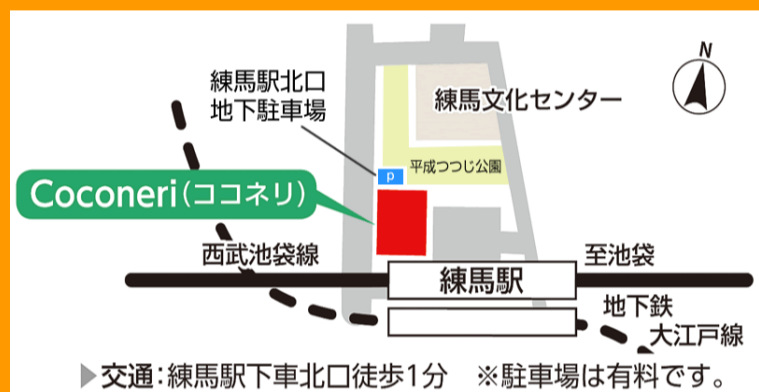 N
練馬駅北口
地下駐車場
練馬文化センター
P
平成つつじ公園
Coconeri(ココネリ)
西武池袋線
至池袋
練馬駅
地下鉄
大江戸線
▶交通:練馬駅下車北口徒歩1分 ※駐車場は有料です。